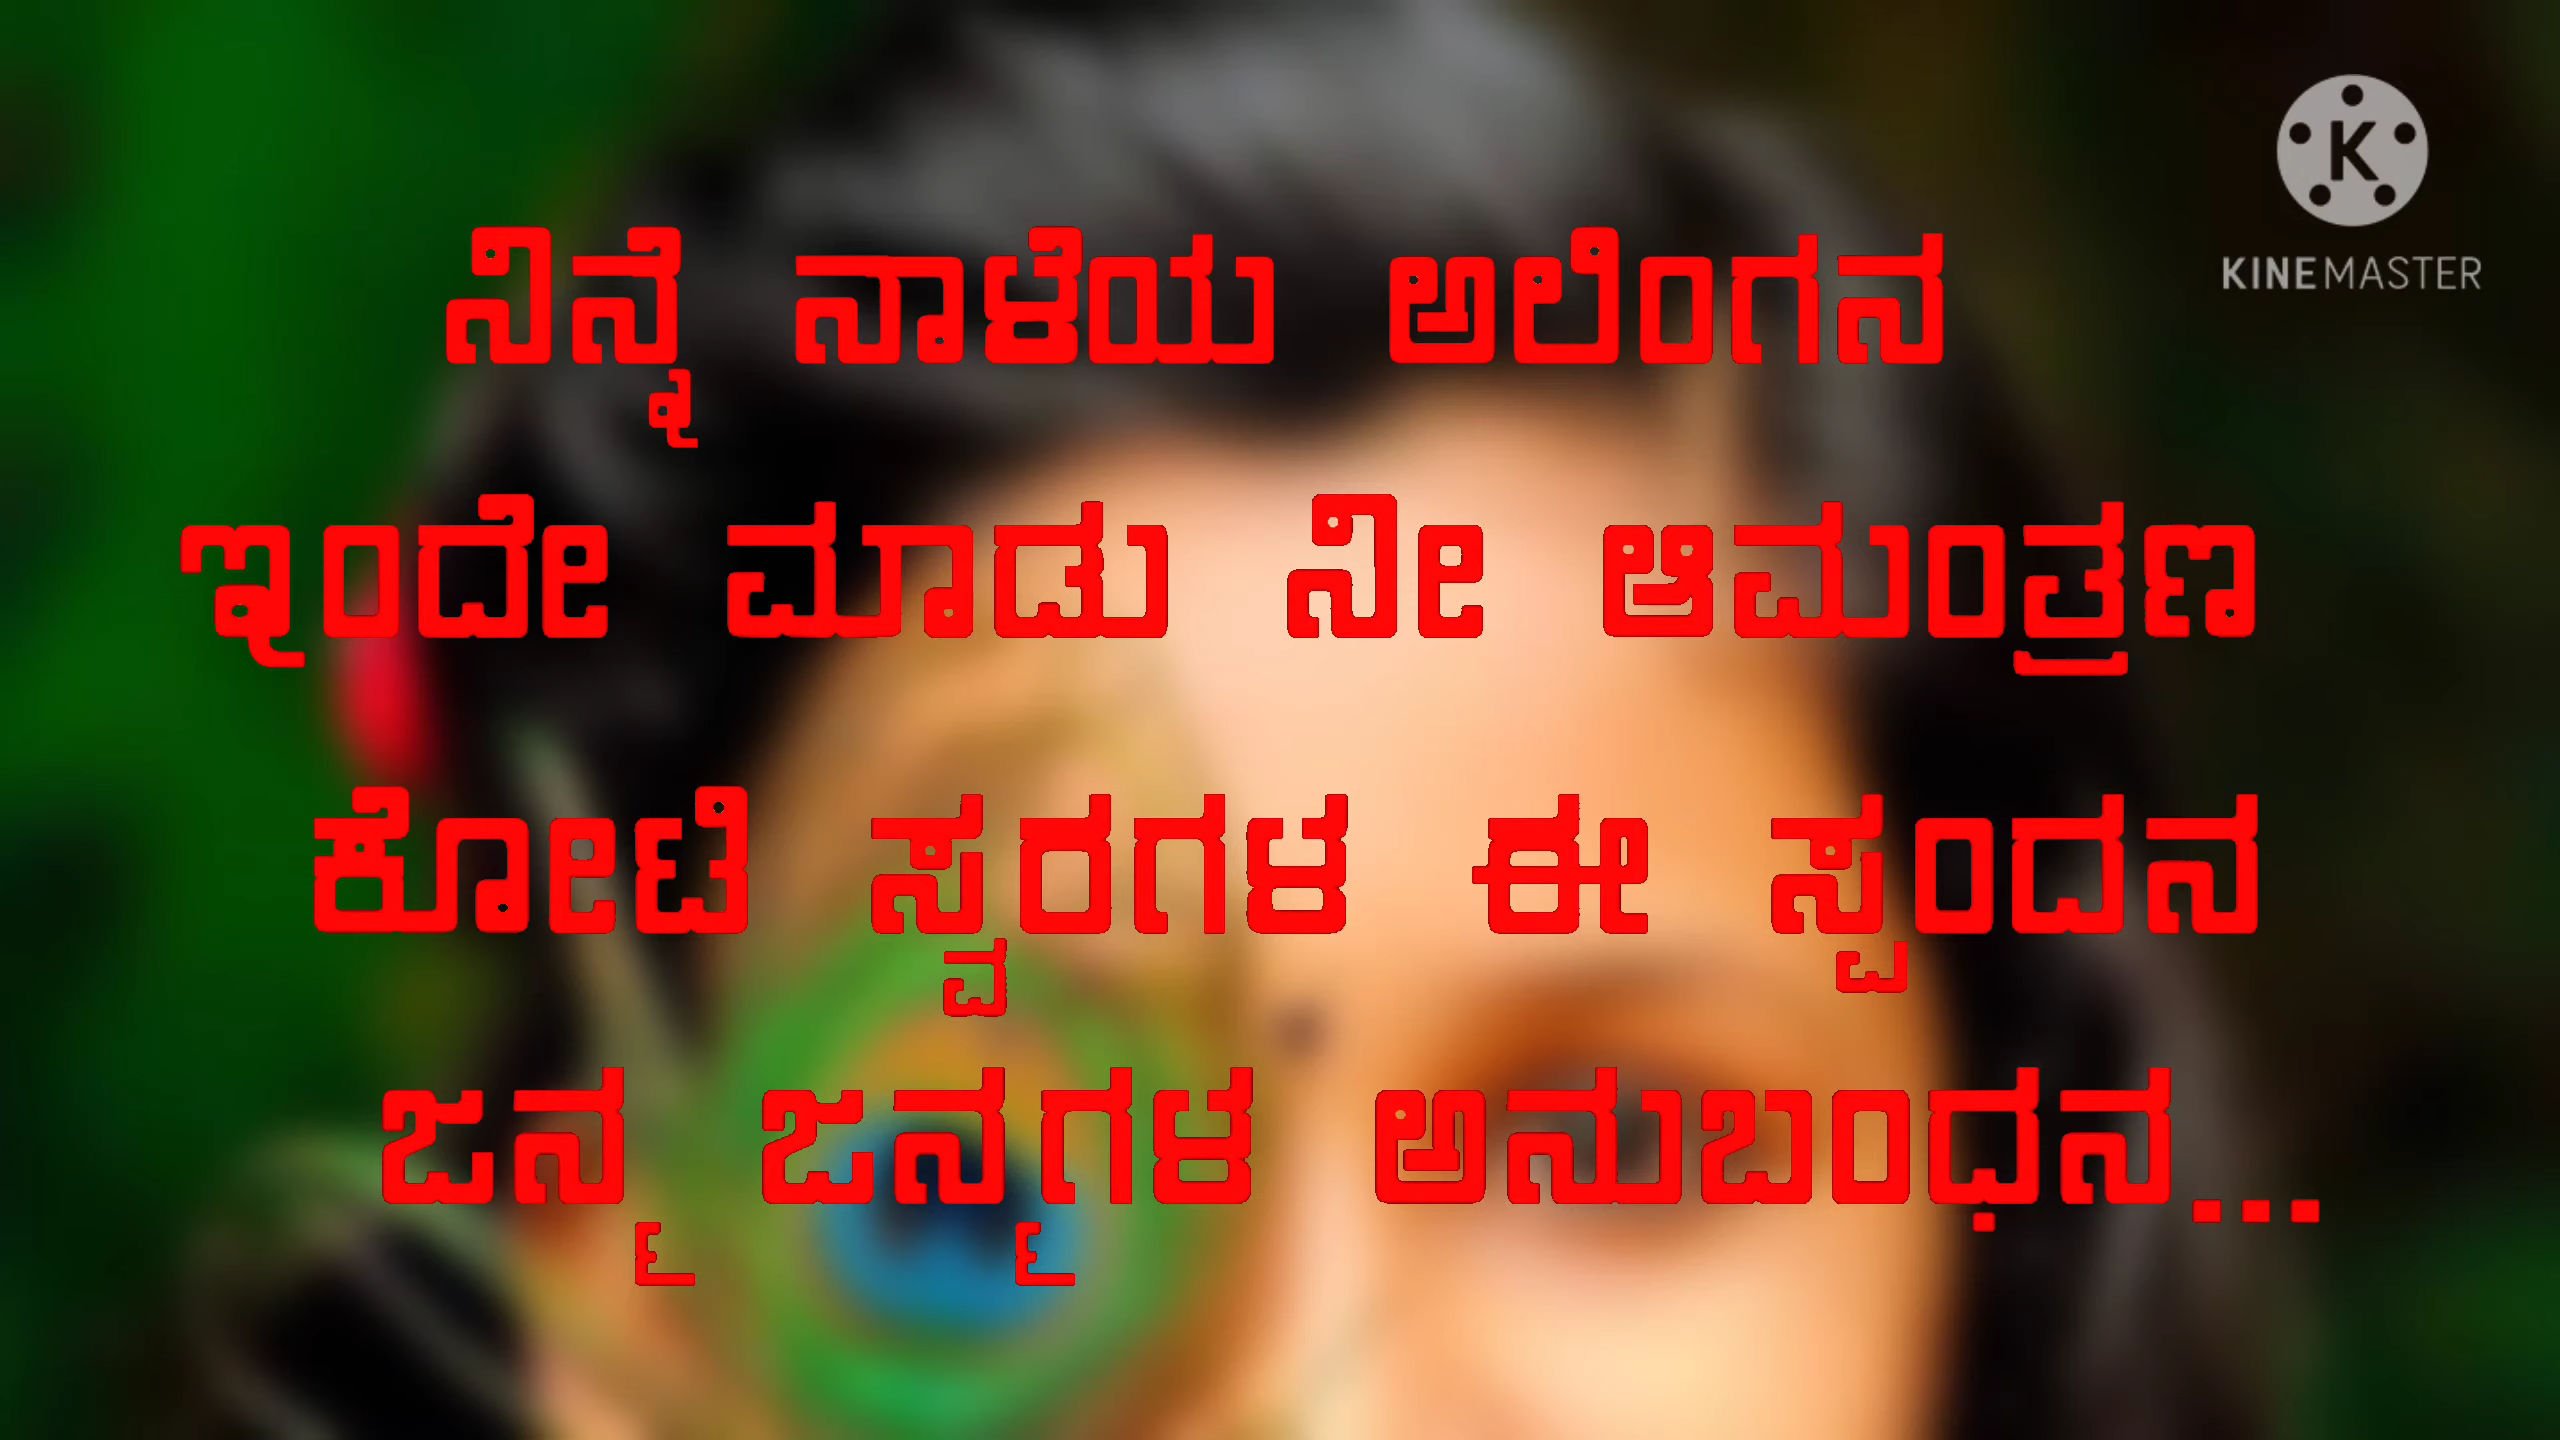 ನಿನ್ನೆ ನಾಳೆಯ ಅಲಿಂಗನ
ಇಂದೇ ಮಾಡು ನೀ ಆಮಂತ್ರಣ
ಕೋಟಿ ಸ್ವರಗಳ ಈ ಸ್ಪಂದನ
ಜನ್ಮ ಜನ್ಮಗಳ ಅನುಬಂಧನ...
KINEMASTER